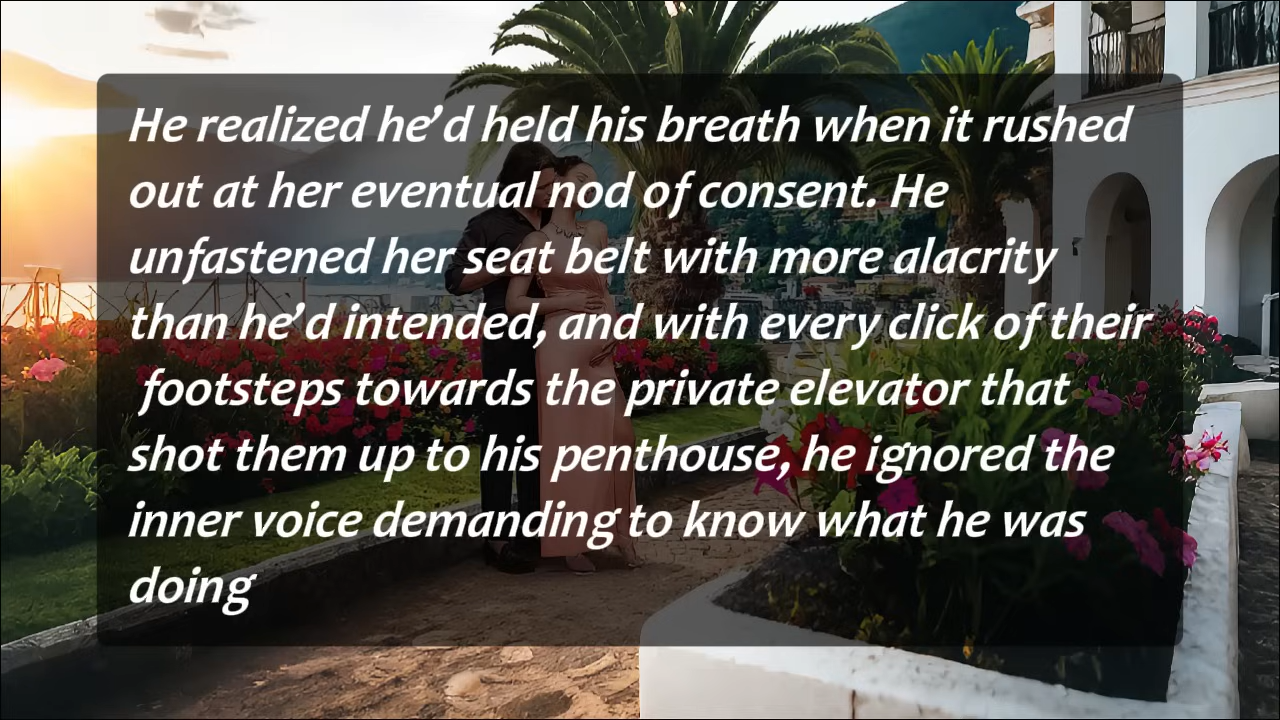 He realized he’d held his breath when it rushed
out at her eventual nod of consent. He
unfastened her seat belt with more alacrity
than he’d intended, and with every click of their
footsteps towards the private elevator that
shot them up to his penthouse, he ignored the
inner voice demanding to know what he was
doing